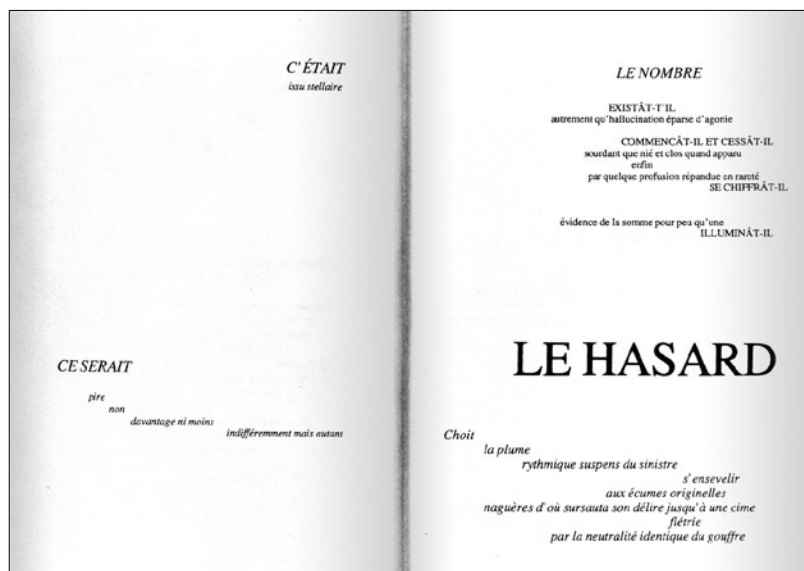 C'ÉTAIT
issu stellaire
CE SERAIT
pire
non
davantage ni moins
indifféremment mais autant
LE NOMBRE
EXISTÂT-T'IL
autrement qu'hallucination éparse d'agonie
COMMENCÂT-IL ET CESSÂT-IL
sourdant que nié et clos quand apparu
enfin
par quelque profusion répandue en rareté
SE CHIFFRÂT-IL
évidence de la somme pour peu qu'une
ILLUMINÂT-IL
LE HASARD
Choit
la plume
rythmique suspens du sinistre
s'ensevelir
aux écumes originelles
naguères d'où sursauta son délire jusqu'à une cime
flétrie
par la neutralité identique du gouffre